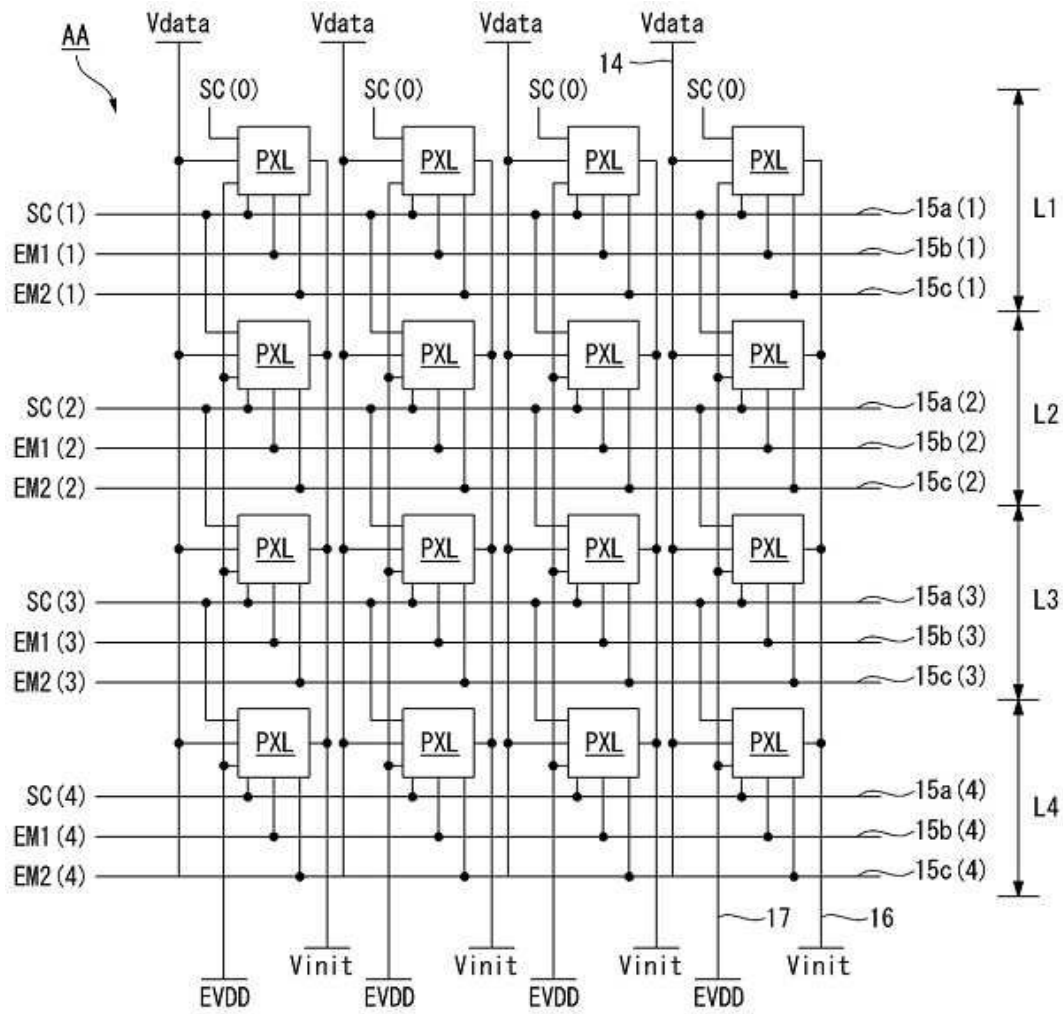 Vdata Vdata Vdata Vdata
AA
14
SC(0) SC(0) SC(0) SC(0)
PXL PXL PXL PXL
SC(1) 15a(1) L1
EM1(1) 15b(1)
EM2(1) 15c(1)
PXL PXL PXL PXL
SC(2) 15a(2) L2
EM1(2) 15b(2)
EM2(2) 15c(2)
PXL PXL PXL PXL
SC(3) 15a(3) L3
EM1(3) 15b(3)
EM2(3) 15c(3)
PXL PXL PXL PXL
SC(4) 15a(4) L4
EM1(4) 15b(4)
EM2(4) 15c(4)
17 16
Vinit Vinit Vinit Vinit
EVDD EVDD EVDD EVDD